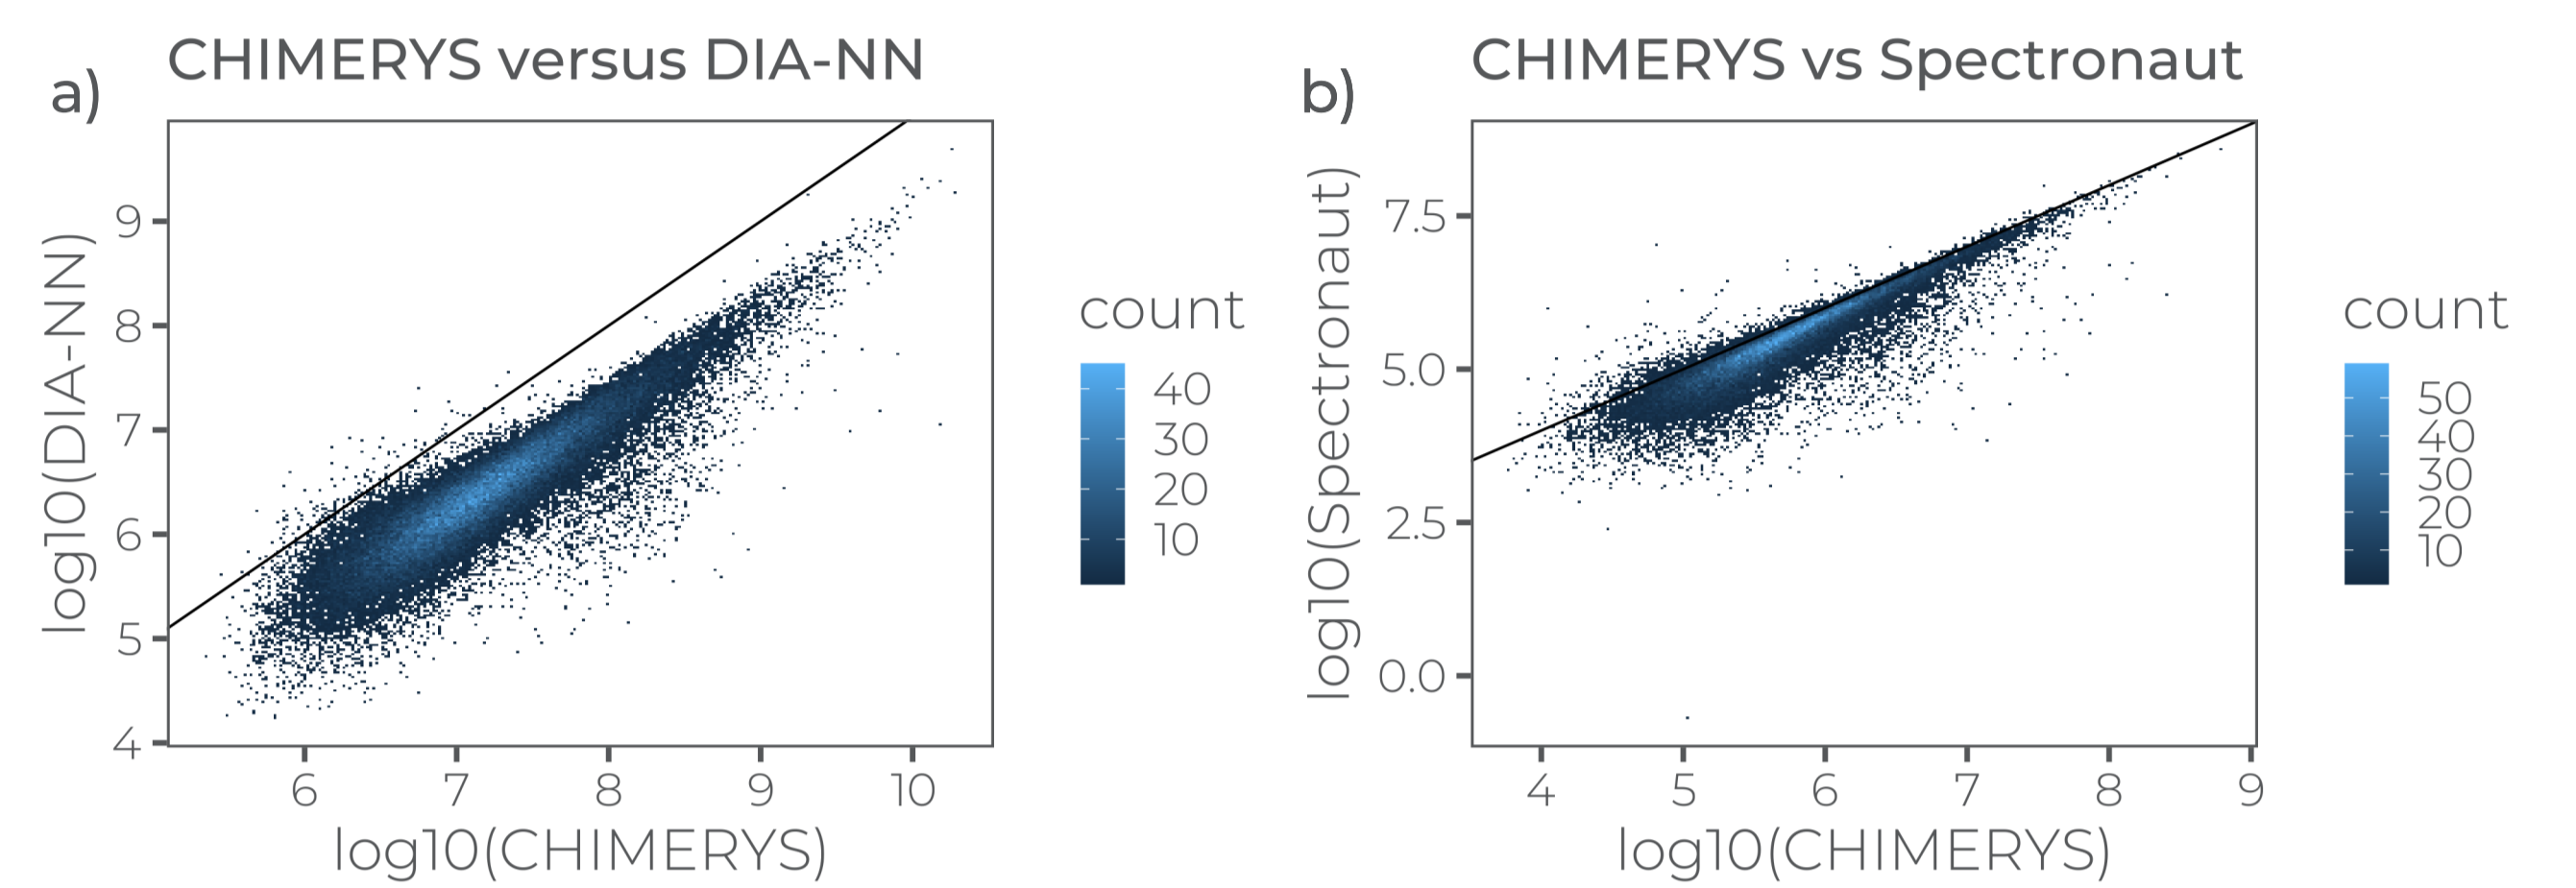 a)
CHIMERYS versus DIA-NN
log10(DIA-NN)
9
8
7
6
5
4
6 7 8 9 10
log10(CHIMERYS)
count
40
30
20
10
b)
CHIMERYS vs Spectronaut
log10(Spectronaut)
7.5
5.0
2.5
0.0
4 5 6 7 8 9
log10(CHIMERYS)
count
50
40
30
20
10